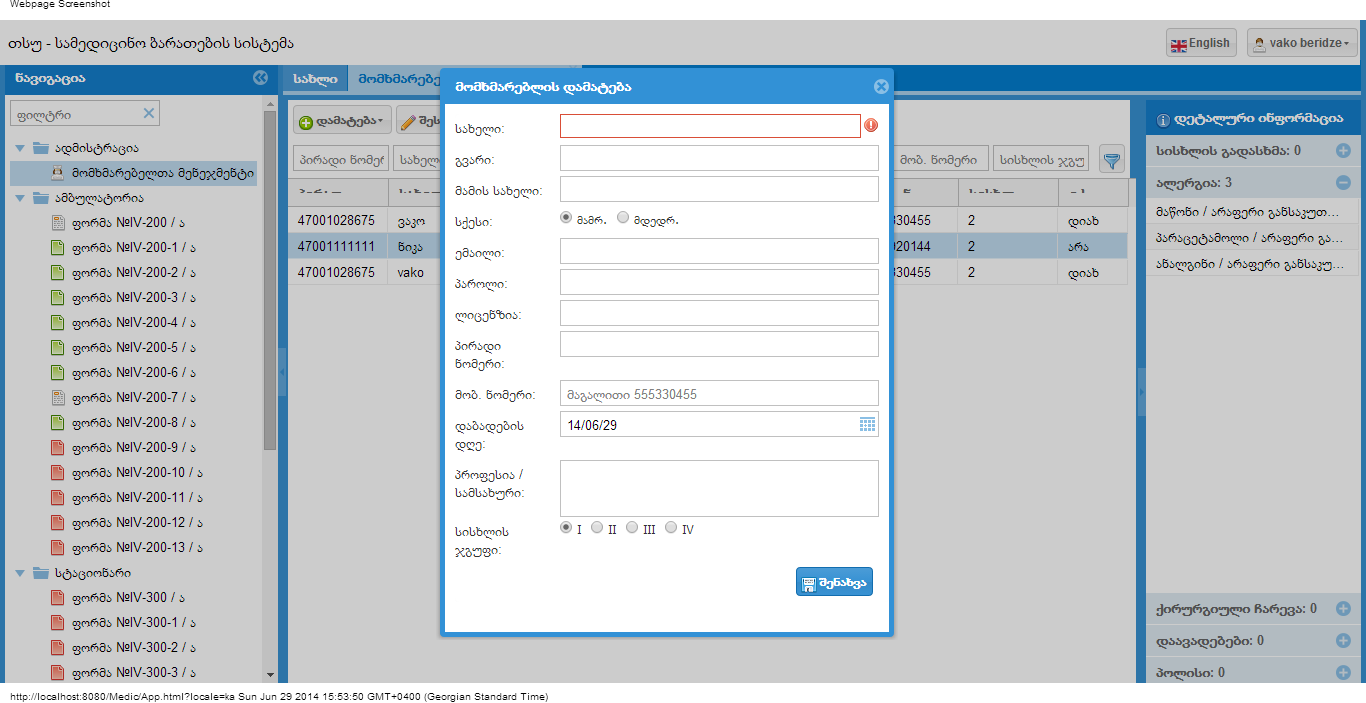 Webpage Screenshot
თსუ - სამედიცინო ბარათების სისტემა
English
vako beridze
ნავიგაცია
სახლი
მომხმარებე
ფილტრი
ადმისტრაცია
მომხმარებელთა მენეჯმენტი
ამბულატორია
ფორმა №IV-200 / ა
ფორმა №IV-200-1 / ა
ფორმა №IV-200-2 / ა
ფორმა №IV-200-3 / ა
ფორმა №IV-200-4 / ა
ფორმა №IV-200-5 / ა
ფორმა №IV-200-6 / ა
ფორმა №IV-200-7 / ა
ფორმა №IV-200-8 / ა
ფორმა №IV-200-9 / ა
ფორმა №IV-200-10 / ა
ფორმა №IV-200-11 / ა
ფორმა №IV-200-12 / ა
ფორმა №IV-200-13 / ა
სტაციონარი
ფორმა №IV-300 / ა
ფორმა №IV-300-1 / ა
ფორმა №IV-300-2 / ა
ფორმა №IV-300-3 / ა
დამატება
შეს
პირადი ნომერ
სახელ
მობ. ნომერი
სისხლის ჯგუ
47001028675 ვაკო 330455 2 დიახ
47001111111 ნიკა 020144 2 არა
47001028675 vako 330455 2 დიახ
მომხმარებლის დამატება
სახელი:
გვარი:
მამის სახელი:
სქესი: მამრ. მდედრ.
ემაილი:
პაროლი:
ლიცენზია:
პირადი
ნომერი:
მობ. ნომერი: მაგალითი 555330455
დაბადების
დღე:
14/06/29
პროფესია /
სამსახური:
სისხლის
ჯგუფი:
I II III IV
შენახვა
დეტალური ინფორმაცია
სისხლის გადასხმა: 0
ალერგია: 3
მაწონი / არაფერი განსაკუთ...
პარაცეტამოლი / არაფერი გა...
ანალგინი / არაფერი განსაკუ...
ქირურგიული ჩარევა: 0
დაავადებები: 0
პოლისი: 0
http://localhost:8080/Medic/App.html?locale=ka Sun Jun 29 2014 15:53:50 GMT+0400 (Georgian Standard Time)